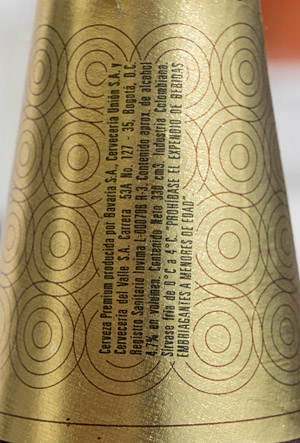 Cerveza Premium producida por Bavaria S.A., Cervecería Unión S.A. y
Cervecería del Valle S.A. Carrera 53A No. 127 - 35, Bogotá, D.C.
Registro Sanitario Invima L-000706 R-3. Contenido aprox. de alcohol
4,7% en volumen. Contenido Neto 330 cm3. Industria Colombiana.
Sírvase fría de 0°C a 4°C. "PROHÍBASE EL EXPENDIO DE BEBIDAS
EMBRIAGANTES A MENORES DE EDAD"